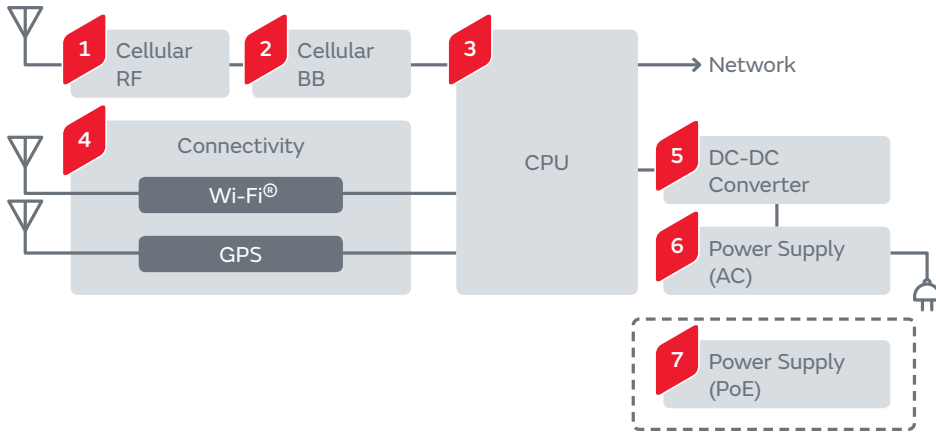 1
Cellular
RF
2
Cellular
BB
3
CPU
Network
4
Connectivity
Wi-Fi®
GPS
5
DC-DC
Converter
6
Power Supply
(AC)
7
Power Supply
(PoE)